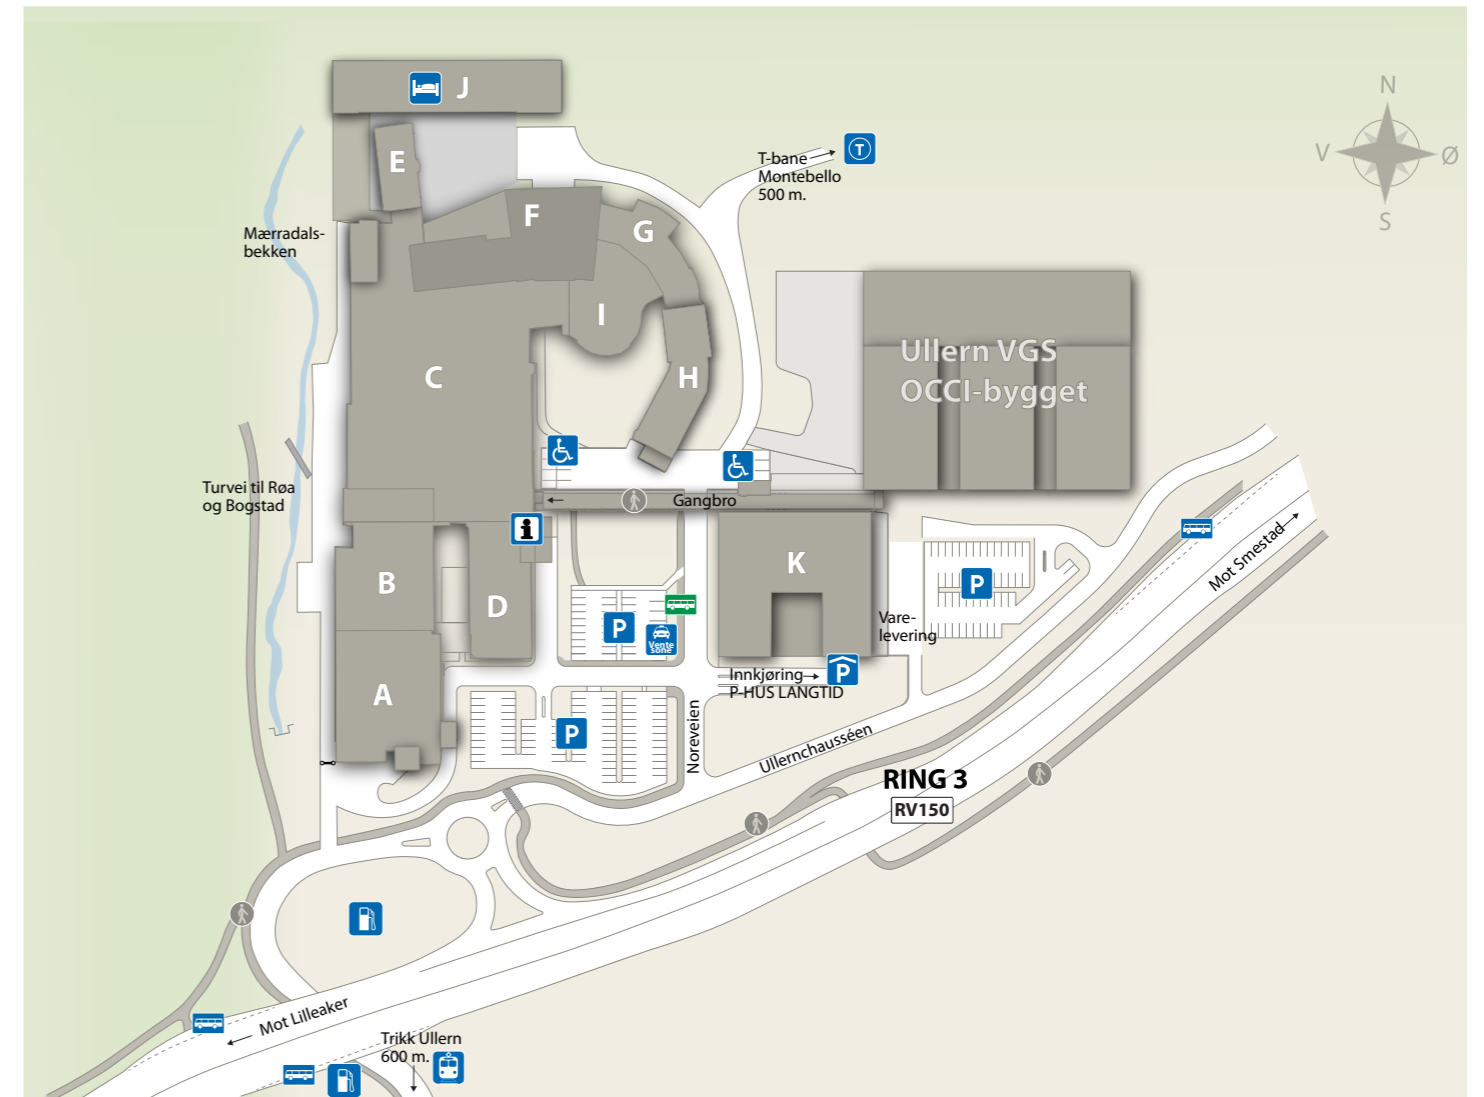 J
N
V
Ø
S
E
T
T-bane
Montebello
500 m.
F
G
Mærradals-
bekken
I
Ullern VGS
OCCI-bygget
C
H
Turvei til Røa
og Bogstad
Gangbro
i
K
Mot Smestad
B
D
P
P
Vente
sone
Vare-
levering
P
Innkjøring
P-HUS LANGTID
A
P
Noreveien
Ullernchausséen
RING 3
RV150
Mot Lilleaker
Trikk Ullern
600 m.